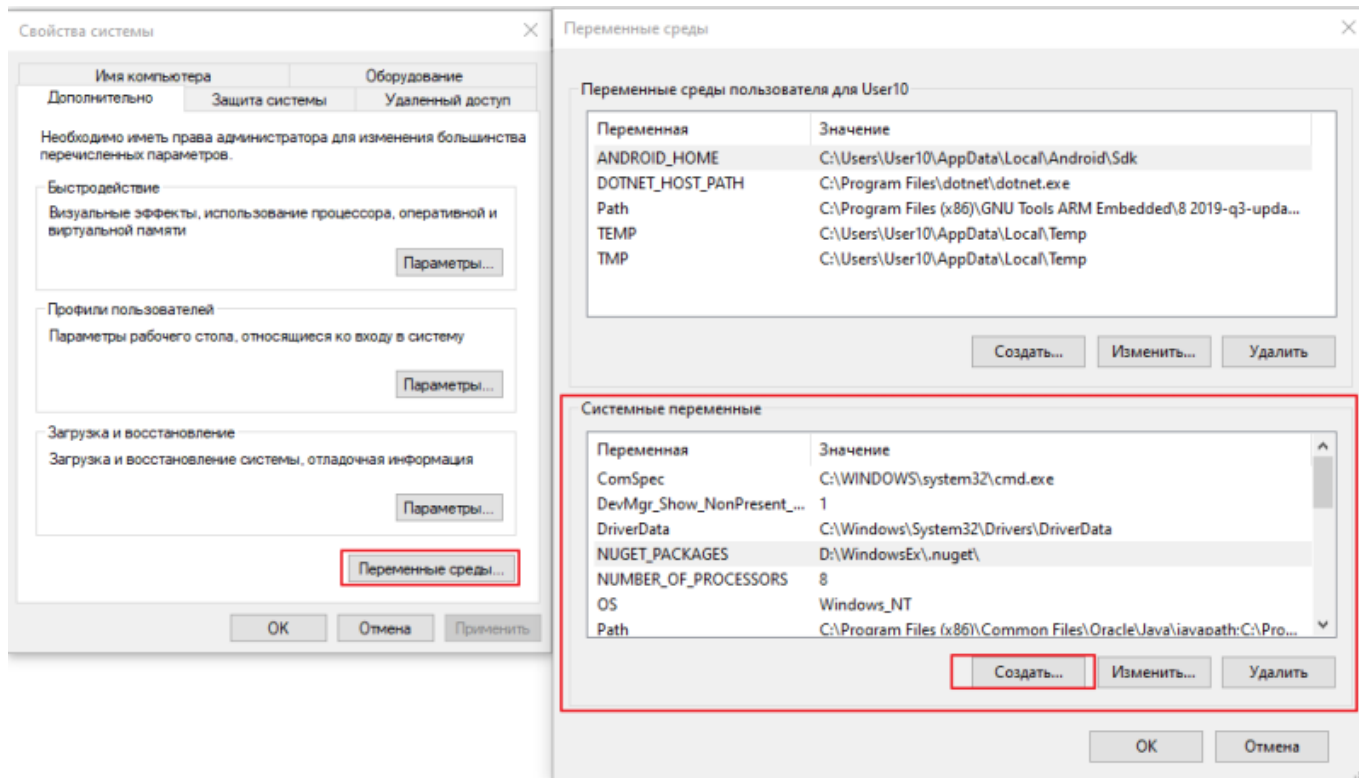 Свойства системы
Имя компьютера
Оборудование
Дополнительно
Защита системы
Удаленный доступ
Необходимо иметь права администратора для изменения большинства
перечисленных параметров.
Быстродействие
Визуальные эффекты, использование процессора, оперативной и
виртуальной памяти
Параметры...
Профили пользователей
Параметры рабочего стола, относящиеся ко входу в систему
Параметры...
Загрузка и восстановление
Загрузка и восстановление системы, отладочная информация
Параметры...
Переменные среды...
ОК
Отмена
Применить
Переменные среды
Переменные среды пользователя для User10
Переменная Значение
ANDROID_HOME C:\Users\User10\AppData\Local\Android\Sdk
DOTNET_HOST_PATH C:\Program Files\dotnet\dotnet.exe
Path C:\Program Files (x86)\GNU Tools ARM Embedded\8 2019-q3-upda...
TEMP C:\Users\User10\AppData\Local\Temp
TMP C:\Users\User10\AppData\Local\Temp
Создать... Изменить... Удалить
Системные переменные
Переменная Значение
ComSpec C:\WINDOWS\system32\cmd.exe
DevMgr_Show_NonPresent_... 1
DriverData C:\Windows\System32\Drivers\DriverData
NUGET_PACKAGES D:\WindowsEx\.nuget\
NUMBER_OF_PROCESSORS 8
OS Windows_NT
Path C:\Program Files (x86)\Common Files\Oracle\Java\javapath;C:\Pro...
Создать... Изменить... Удалить
ОК Отмена